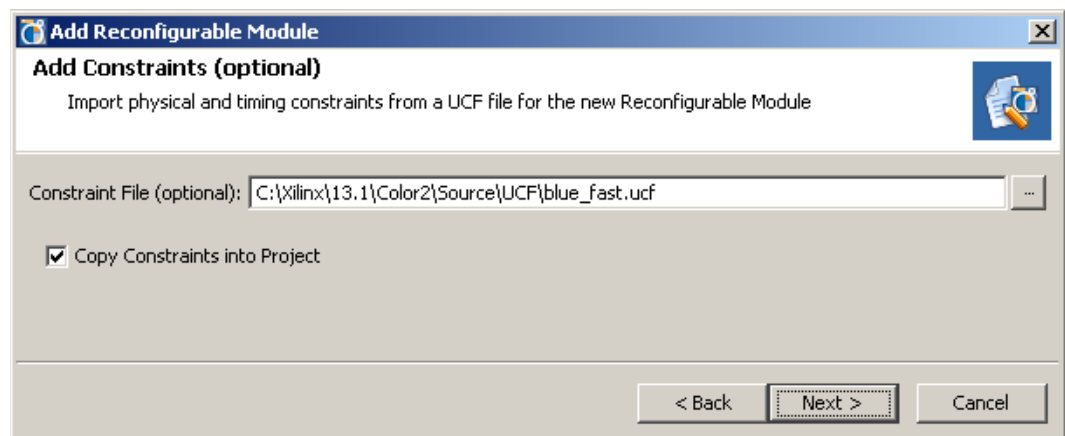 Add Reconfigurable Module
Add Constraints (optional)
Import physical and timing constraints from a UCF file for the new Reconfigurable Module
Constraint File (optional): C:\Xilinx\13.1\Color2\Source\UCF\blue_fast.ucf ...
Copy Constraints into Project
< Back Next > Cancel